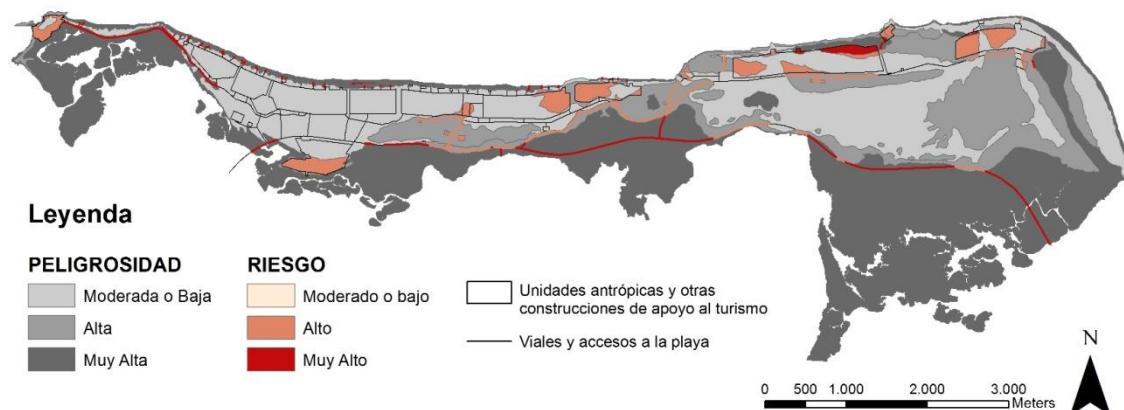 Leyenda
PELIGROSIDAD
Moderada o Baja
Alta
Muy Alta
RIESGO
Moderado o bajo
Alto
Muy Alto
Unidades antrópicas y otras
construcciones de apoyo al turismo
Viales y accesos a la playa
N
0 500 1.000 2.000 3.000
Meters